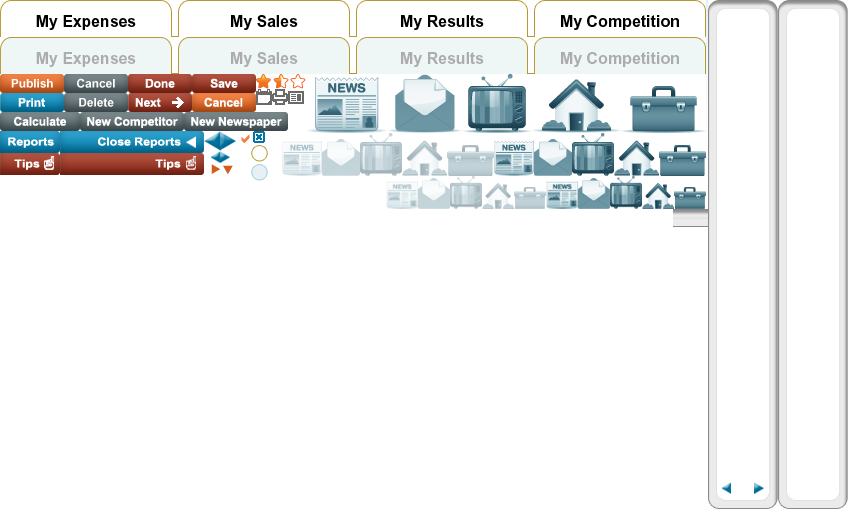 My Expenses My Sales My Results My Competition
My Expenses My Sales My Results My Competition
Publish Cancel Done Save
Print Delete Next Cancel
Calculate New Competitor New Newspaper
Reports Close Reports
Tips Tips
NEWS
NEWS NEWS
NEWS NEWS